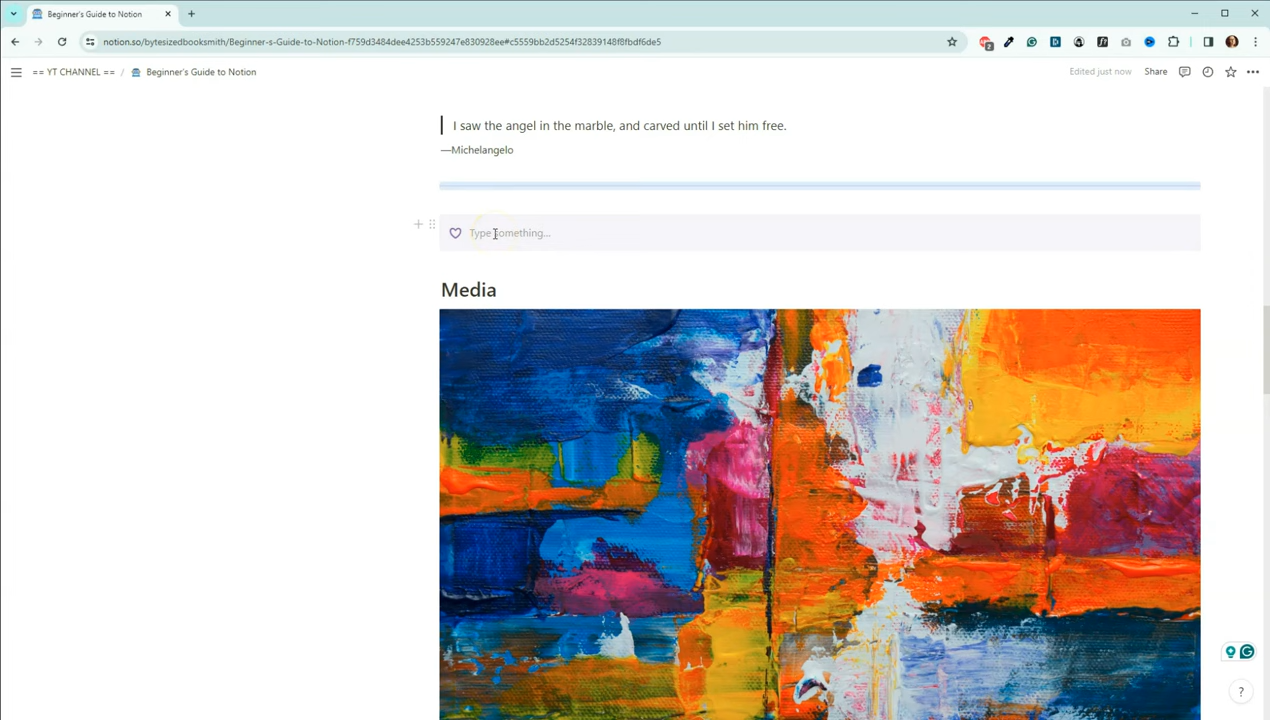 Beginner's Guide to Notion
notion.so/bytesizedbooksmith/Beginner-s-Guide-to-Notion-f759d3484dee4253b559247e830928ee#c5559bb2d5254f32839148f8fbdf6de5
2
== YT CHANNEL == / Beginner's Guide to Notion
Edited just now Share
I saw the angel in the marble, and carved until I set him free.
—Michelangelo
Type something...
Media
?